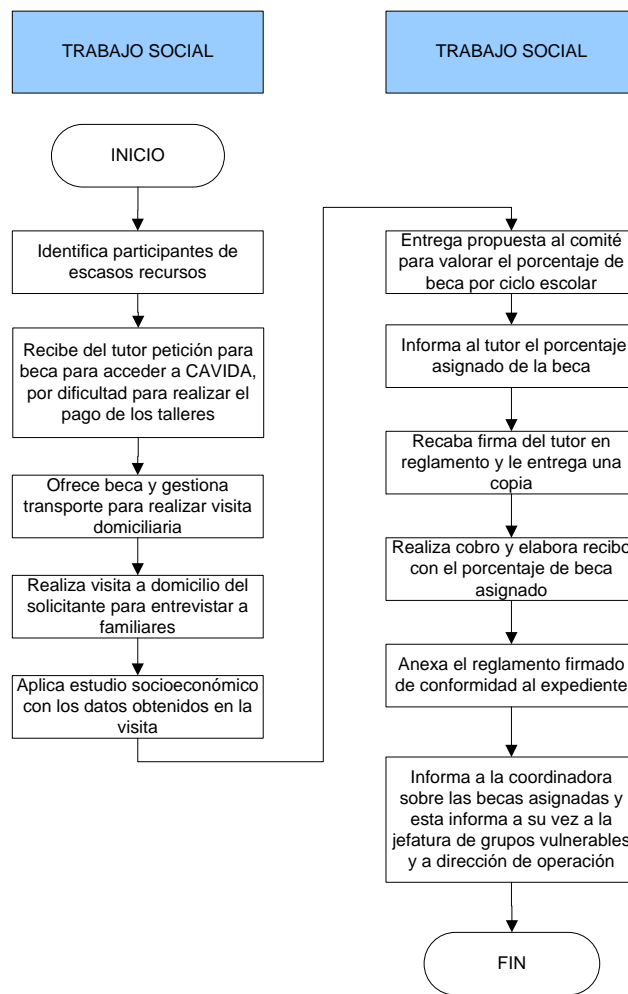 TRABAJO SOCIAL
INICIO
Identifica participantes de
escasos recursos
Recibe del tutor petición para
beca para acceder a CAVIDA,
por dificultad para realizar el
pago de los talleres
Ofrece beca y gestiona
transporte para realizar visita
domiciliaria
Realiza visita a domicilio del
solicitante para entrevistar a
familiares
Aplica estudio socioeconómico
con los datos obtenidos en la
visita
TRABAJO SOCIAL
Entrega propuesta al comité
para valorar el porcentaje de
beca por ciclo escolar
Informa al tutor el porcentaje
asignado de la beca
Recaba firma del tutor en
reglamento y le entrega una
copia
Realiza cobro y elabora recibo
con el porcentaje de beca
asignado
Anexa el reglamento firmado
de conformidad al expediente
Informa a la coordinadora
sobre las becas asignadas y
esta informa a su vez a la
jefatura de grupos vulnerables
y a dirección de operación
FIN